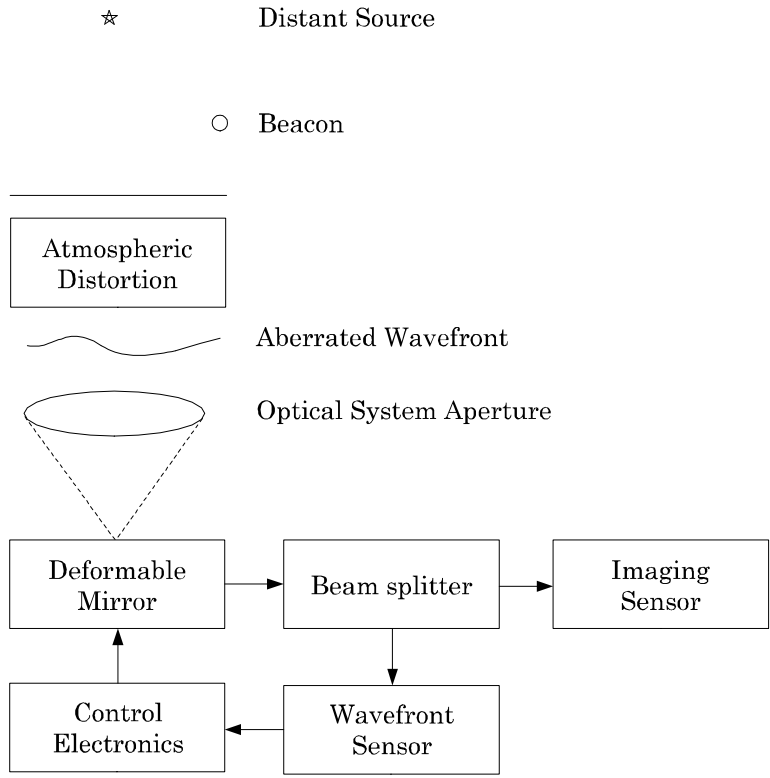 Distant Source
Beacon
Atmospheric
Distortion
Aberrated Wavefront
Optical System Aperture
Deformable
Mirror
Beam splitter
Imaging
Sensor
Control
Electronics
Wavefront
Sensor